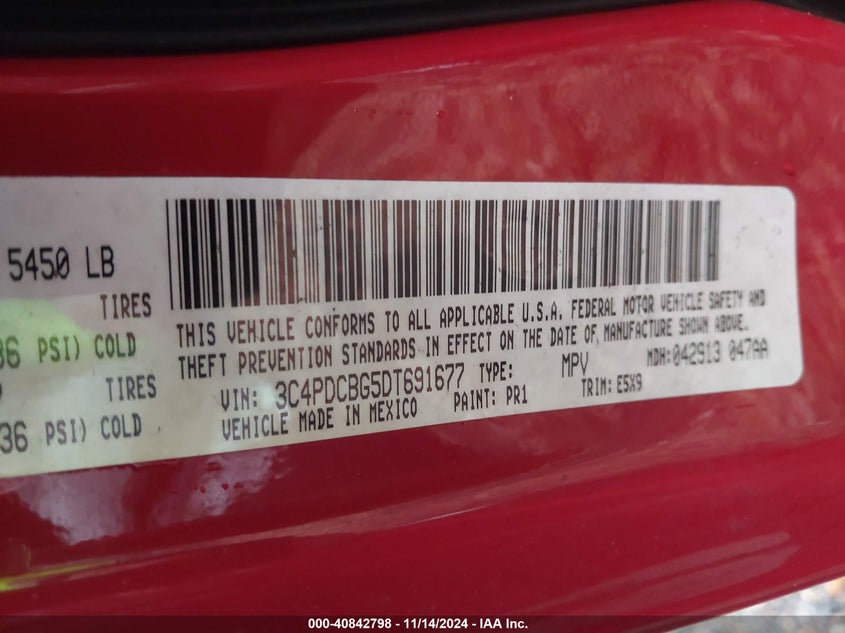 5450 LB
TIRES
36 PSI) COLD
TIRES
36 PSI) COLD
THIS VEHICLE CONFORMS TO ALL APPLICABLE U.S.A. FEDERAL MOTOR VEHICLE SAFETY AND
THEFT PREVENTION STANDARDS IN EFFECT ON THE DATE OF MANUFACTURE SHOWN ABOVE.
VIN: 3C4PDCBG5DT691677 TYPE: MPV MDH: 042913 047AA
VEHICLE MADE IN MEXICO PAINT: PR1 TRIM: E5X9
000-40842798 - 11/14/2024 - IAA Inc.